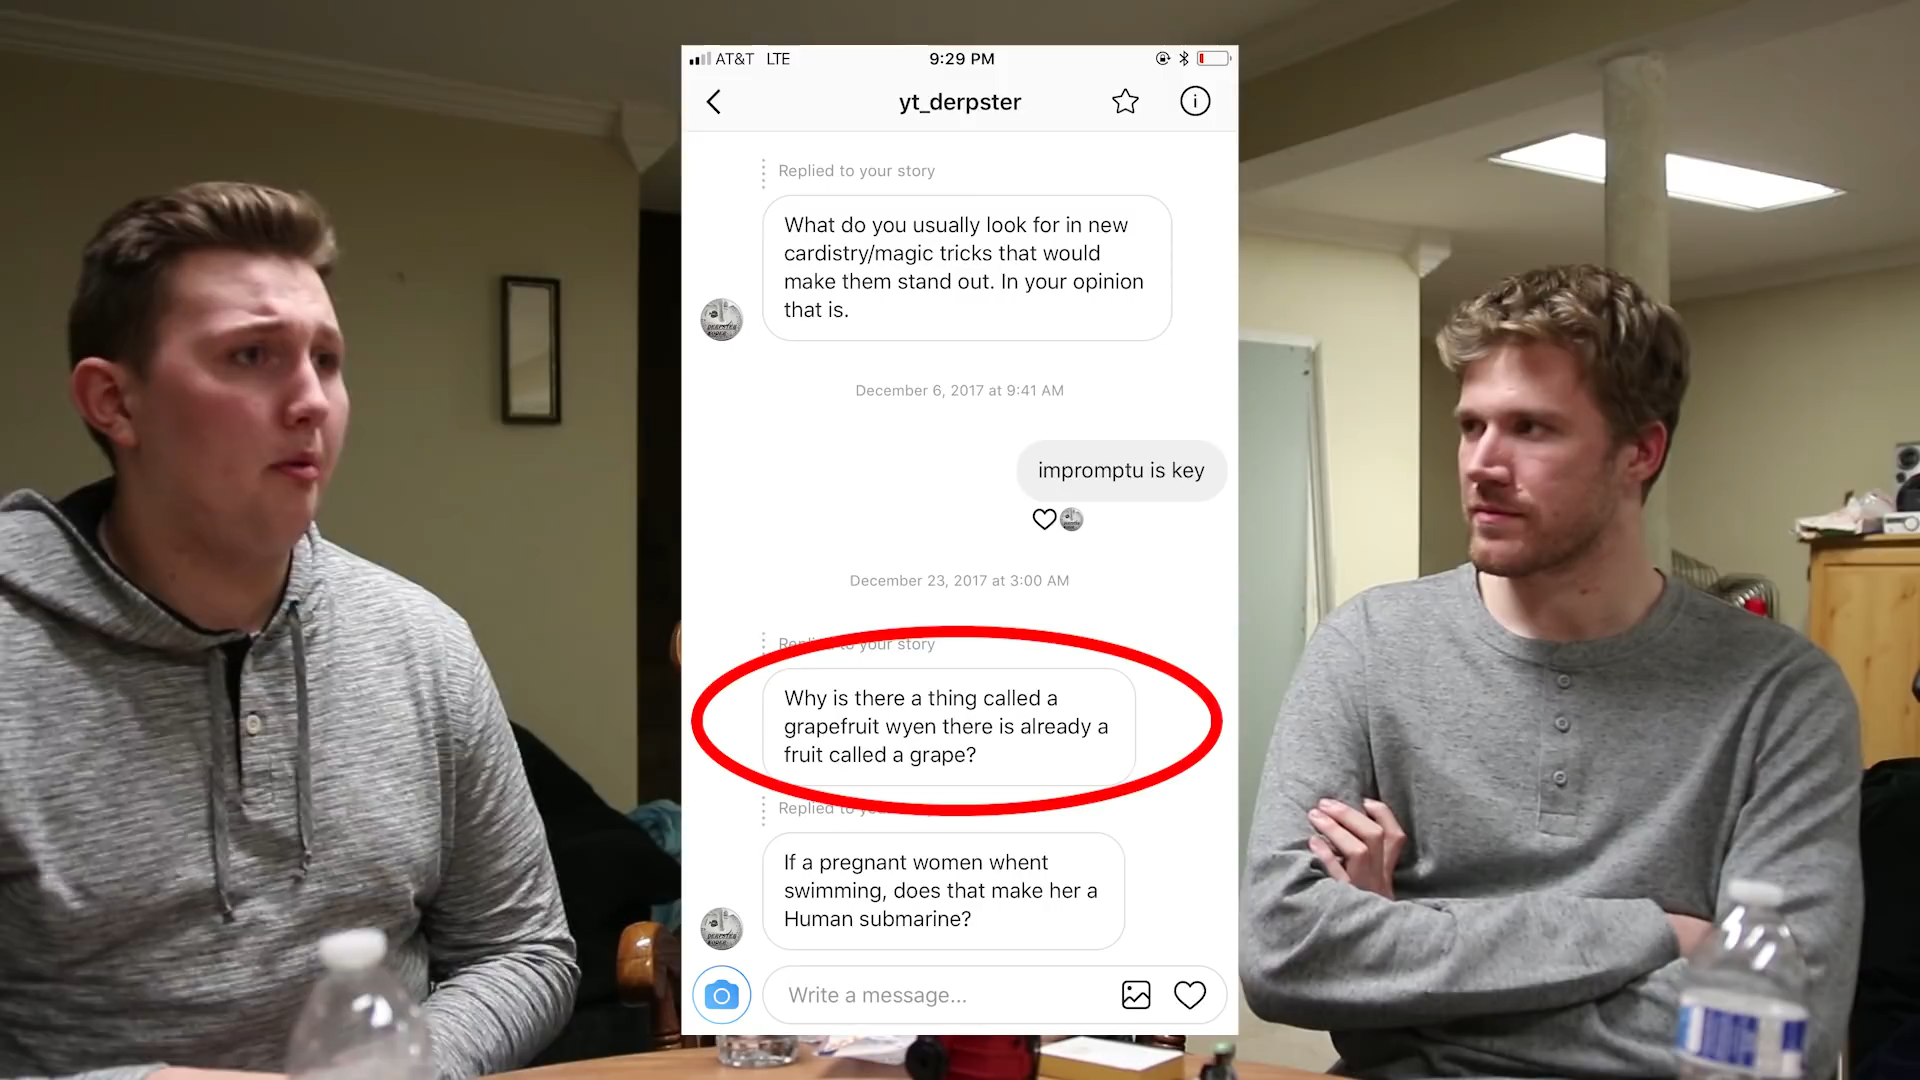 AT&T LTE 9:29 PM
yt_derpster
Replied to your story
What do you usually look for in new
cardistry/magic tricks that would
make them stand out. In your opinion
that is.
December 6, 2017 at 9:41 AM
impromptu is key
December 23, 2017 at 3:00 AM
Replied to your story
Why is there a thing called a
grapefruit wyen there is already a
fruit called a grape?
Replied to
If a pregnant women whent
swimming, does that make her a
Human submarine?
Write a message...